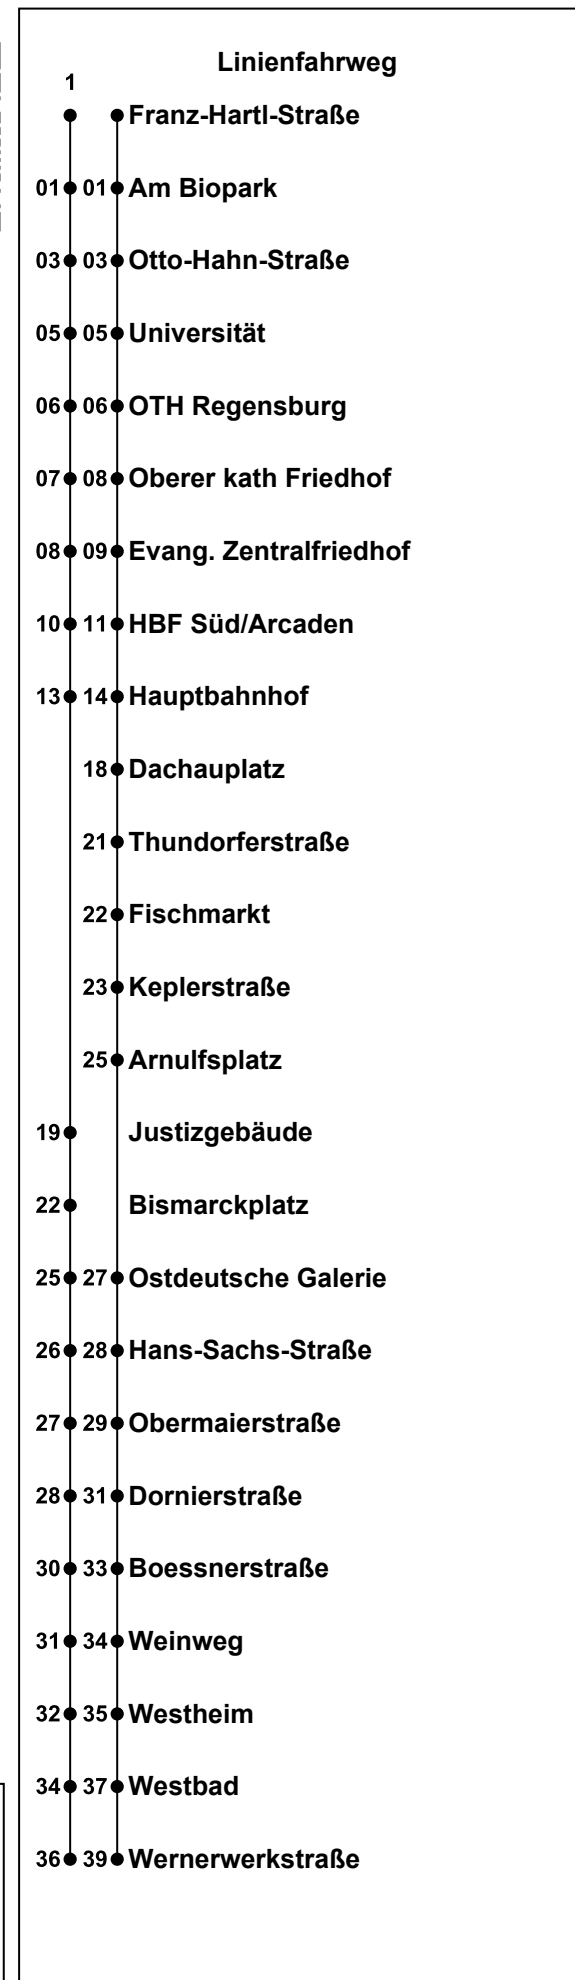 Linienfahrweg
1
Franz-Hartl-Straße
01 01 Am Biopark
03 03 Otto-Hahn-Straße
05 05 Universität
06 06 OTH Regensburg
07 08 Oberer kath Friedhof
08 09 Evang. Zentralfriedhof
10 11 HBF Süd/Arcaden
13 14 Hauptbahnhof
18 Dachauplatz
21 Thundorferstraße
22 Fischmarkt
23 Keplerstraße
25 Arnulfsplatz
19 Justizgebäude
22 Bismarckplatz
25 27 Ostdeutsche Galerie
26 28 Hans-Sachs-Straße
27 29 Obermaierstraße
28 31 Dornierstraße
30 33 Boessnerstraße
31 34 Weinweg
32 35 Westheim
34 37 Westbad
36 39 Wernerwerkstraße